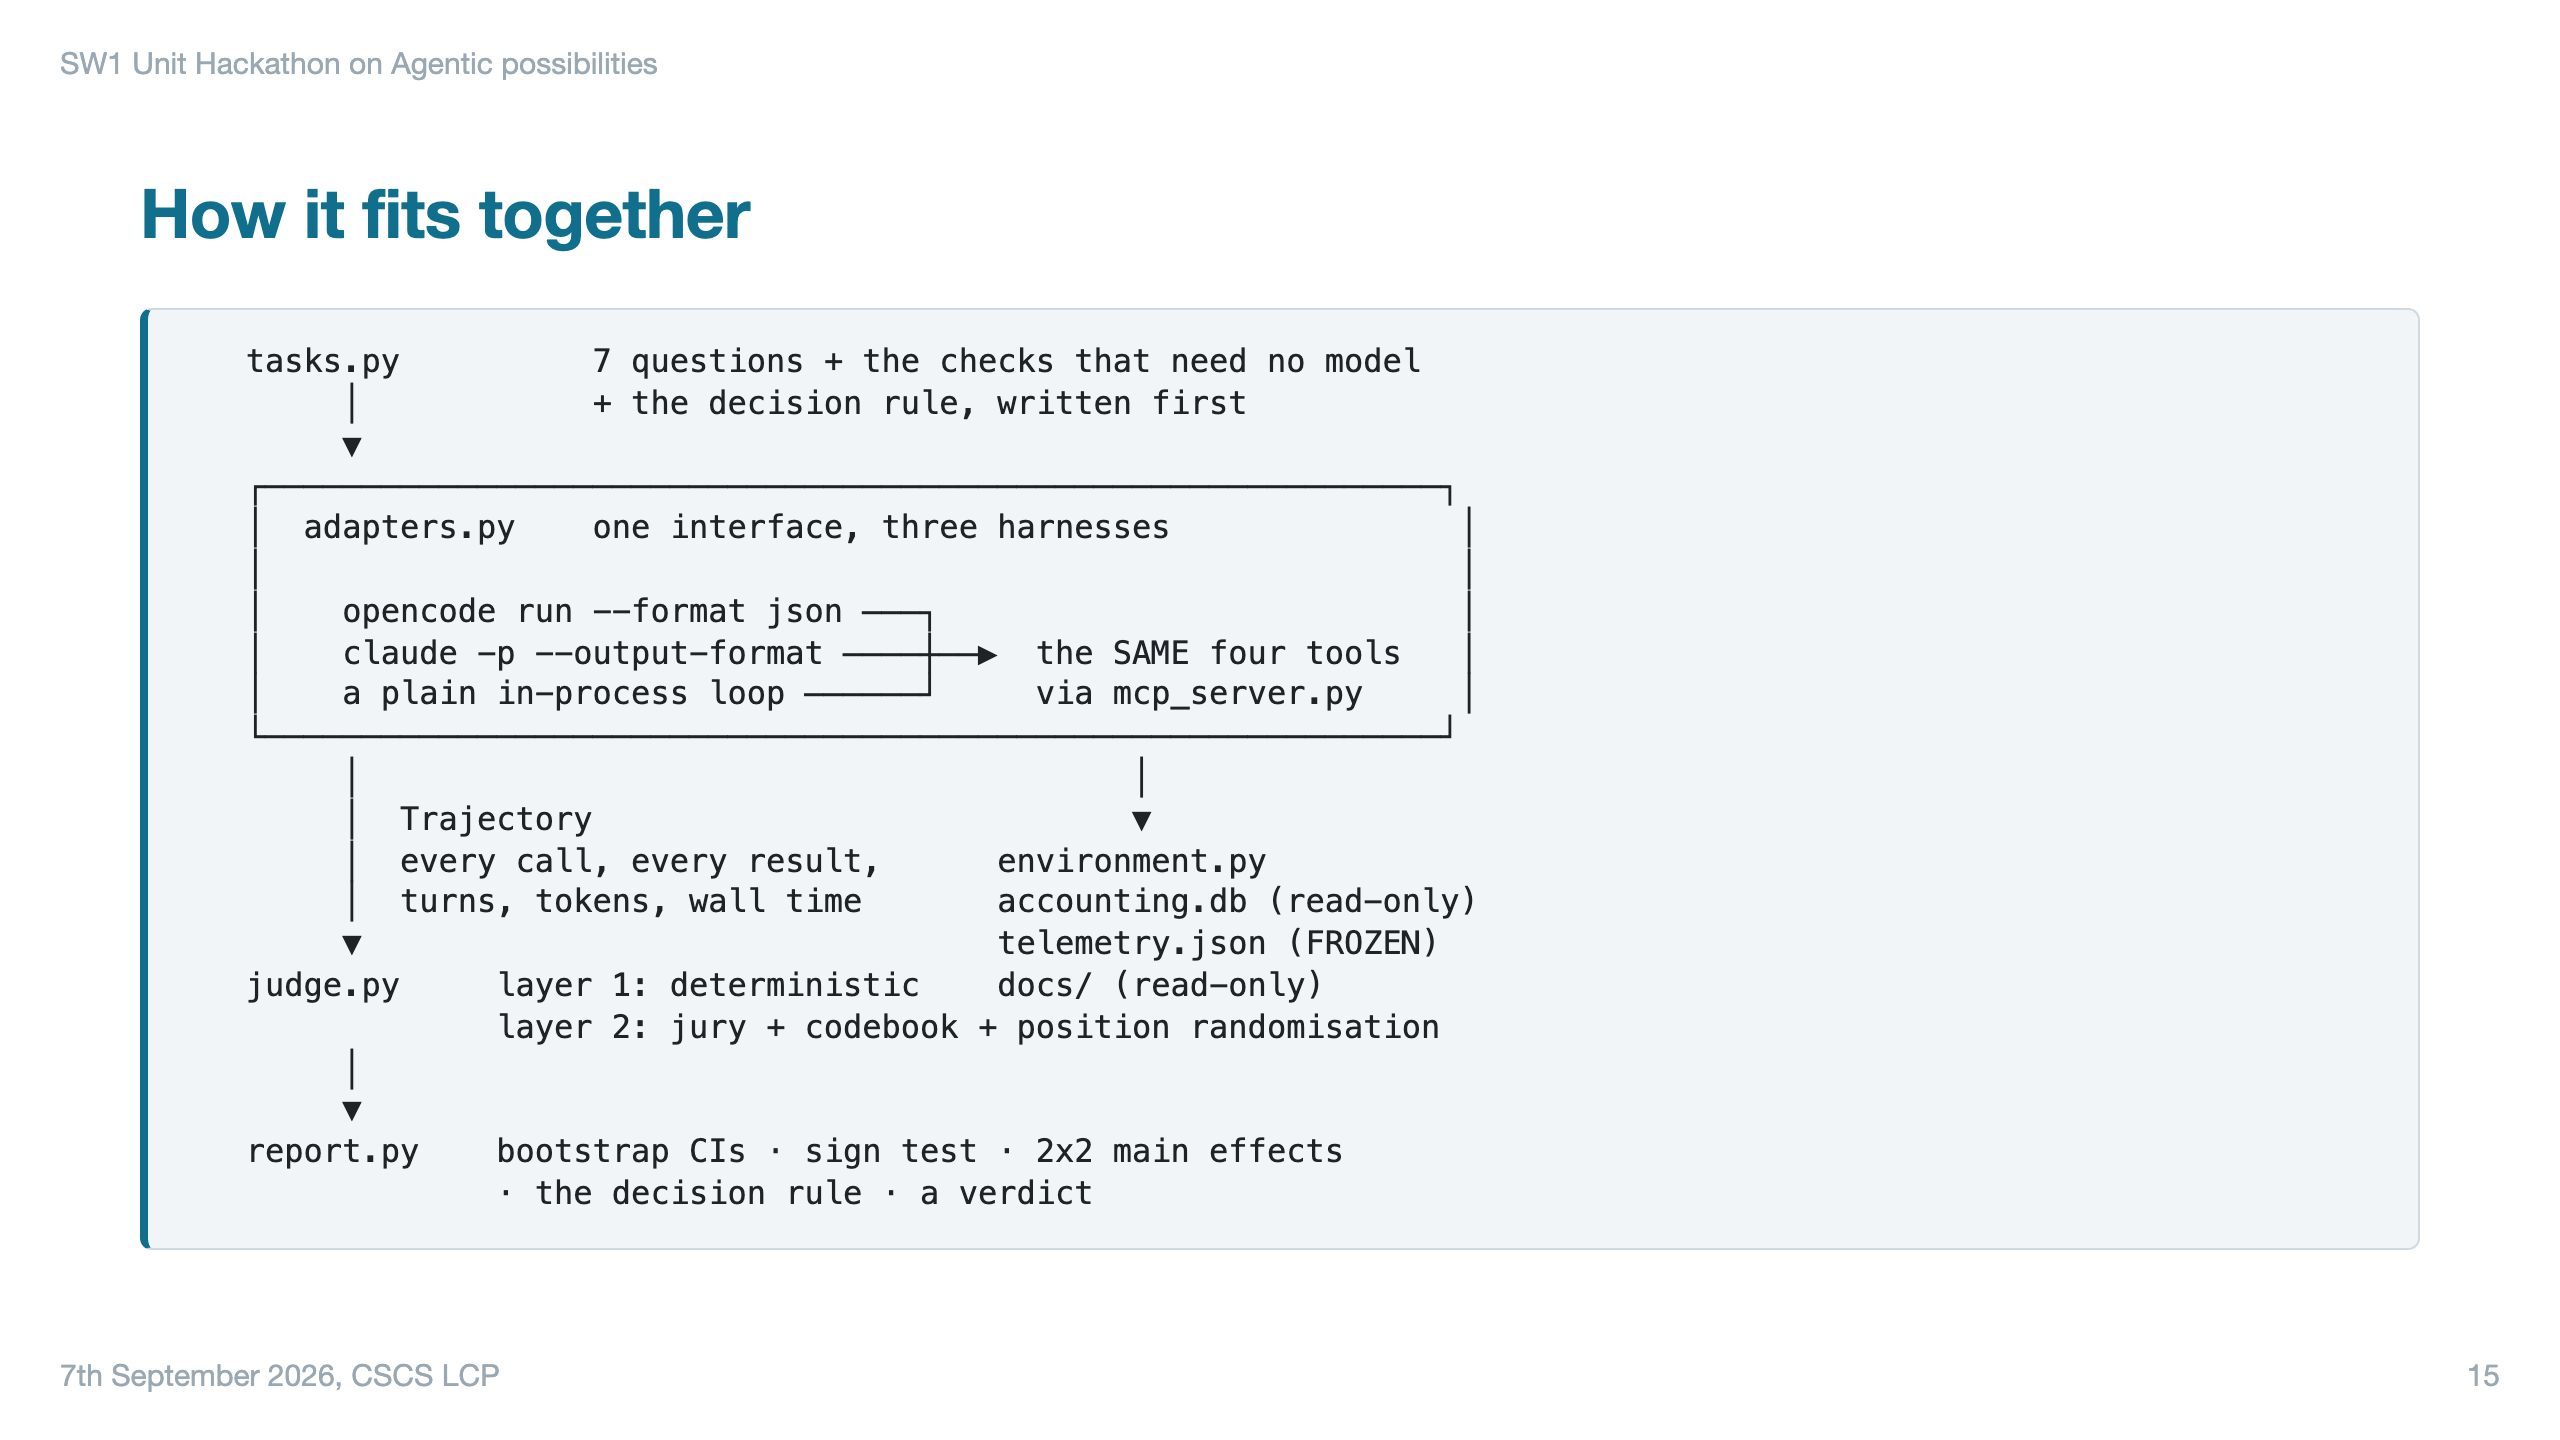 SW1 Unit Hackathon on Agentic possibilities
How it fits together
tasks.py 7 questions + the checks that need no model
+ the decision rule, written first
adapters.py one interface, three harnesses
opencode run --format json
claude -p --output-format the SAME four tools
a plain in-process loop via mcp_server.py
Trajectory
every call, every result, environment.py
turns, tokens, wall time accounting.db (read-only)
telemetry.json (FROZEN)
judge.py layer 1: deterministic docs/ (read-only)
layer 2: jury + codebook + position randomisation
report.py bootstrap CIs · sign test · 2x2 main effects
· the decision rule · a verdict
7th September 2026, CSCS LCP 15